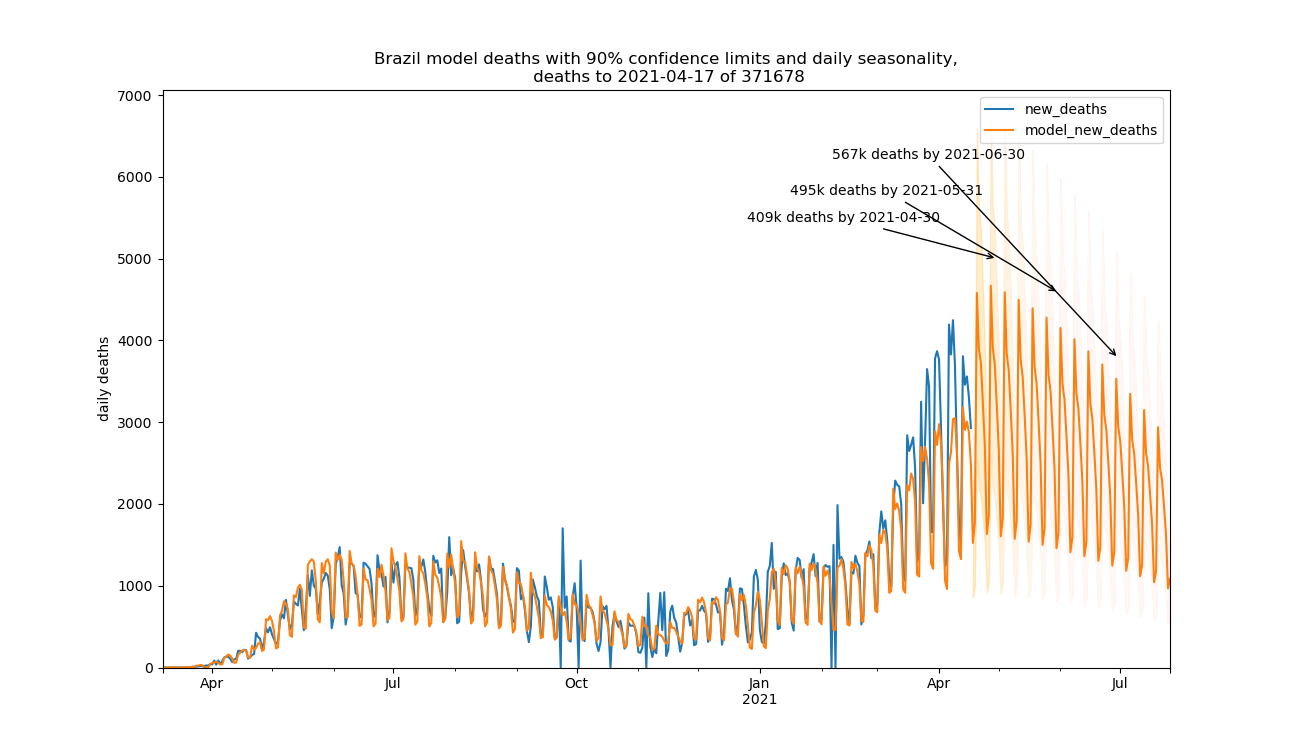 Brazil model deaths with 90% confidence limits and daily seasonality,
deaths to 2021-04-17 of 371678
7000
6000
5000
4000
3000
2000
1000
0
daily deaths
new_deaths
model_new_deaths
567k deaths by 2021-06-30
495k deaths by 2021-05-31
409k deaths by 2021-04-30
Apr
Jul
Oct
Jan
2021
Apr
Jul